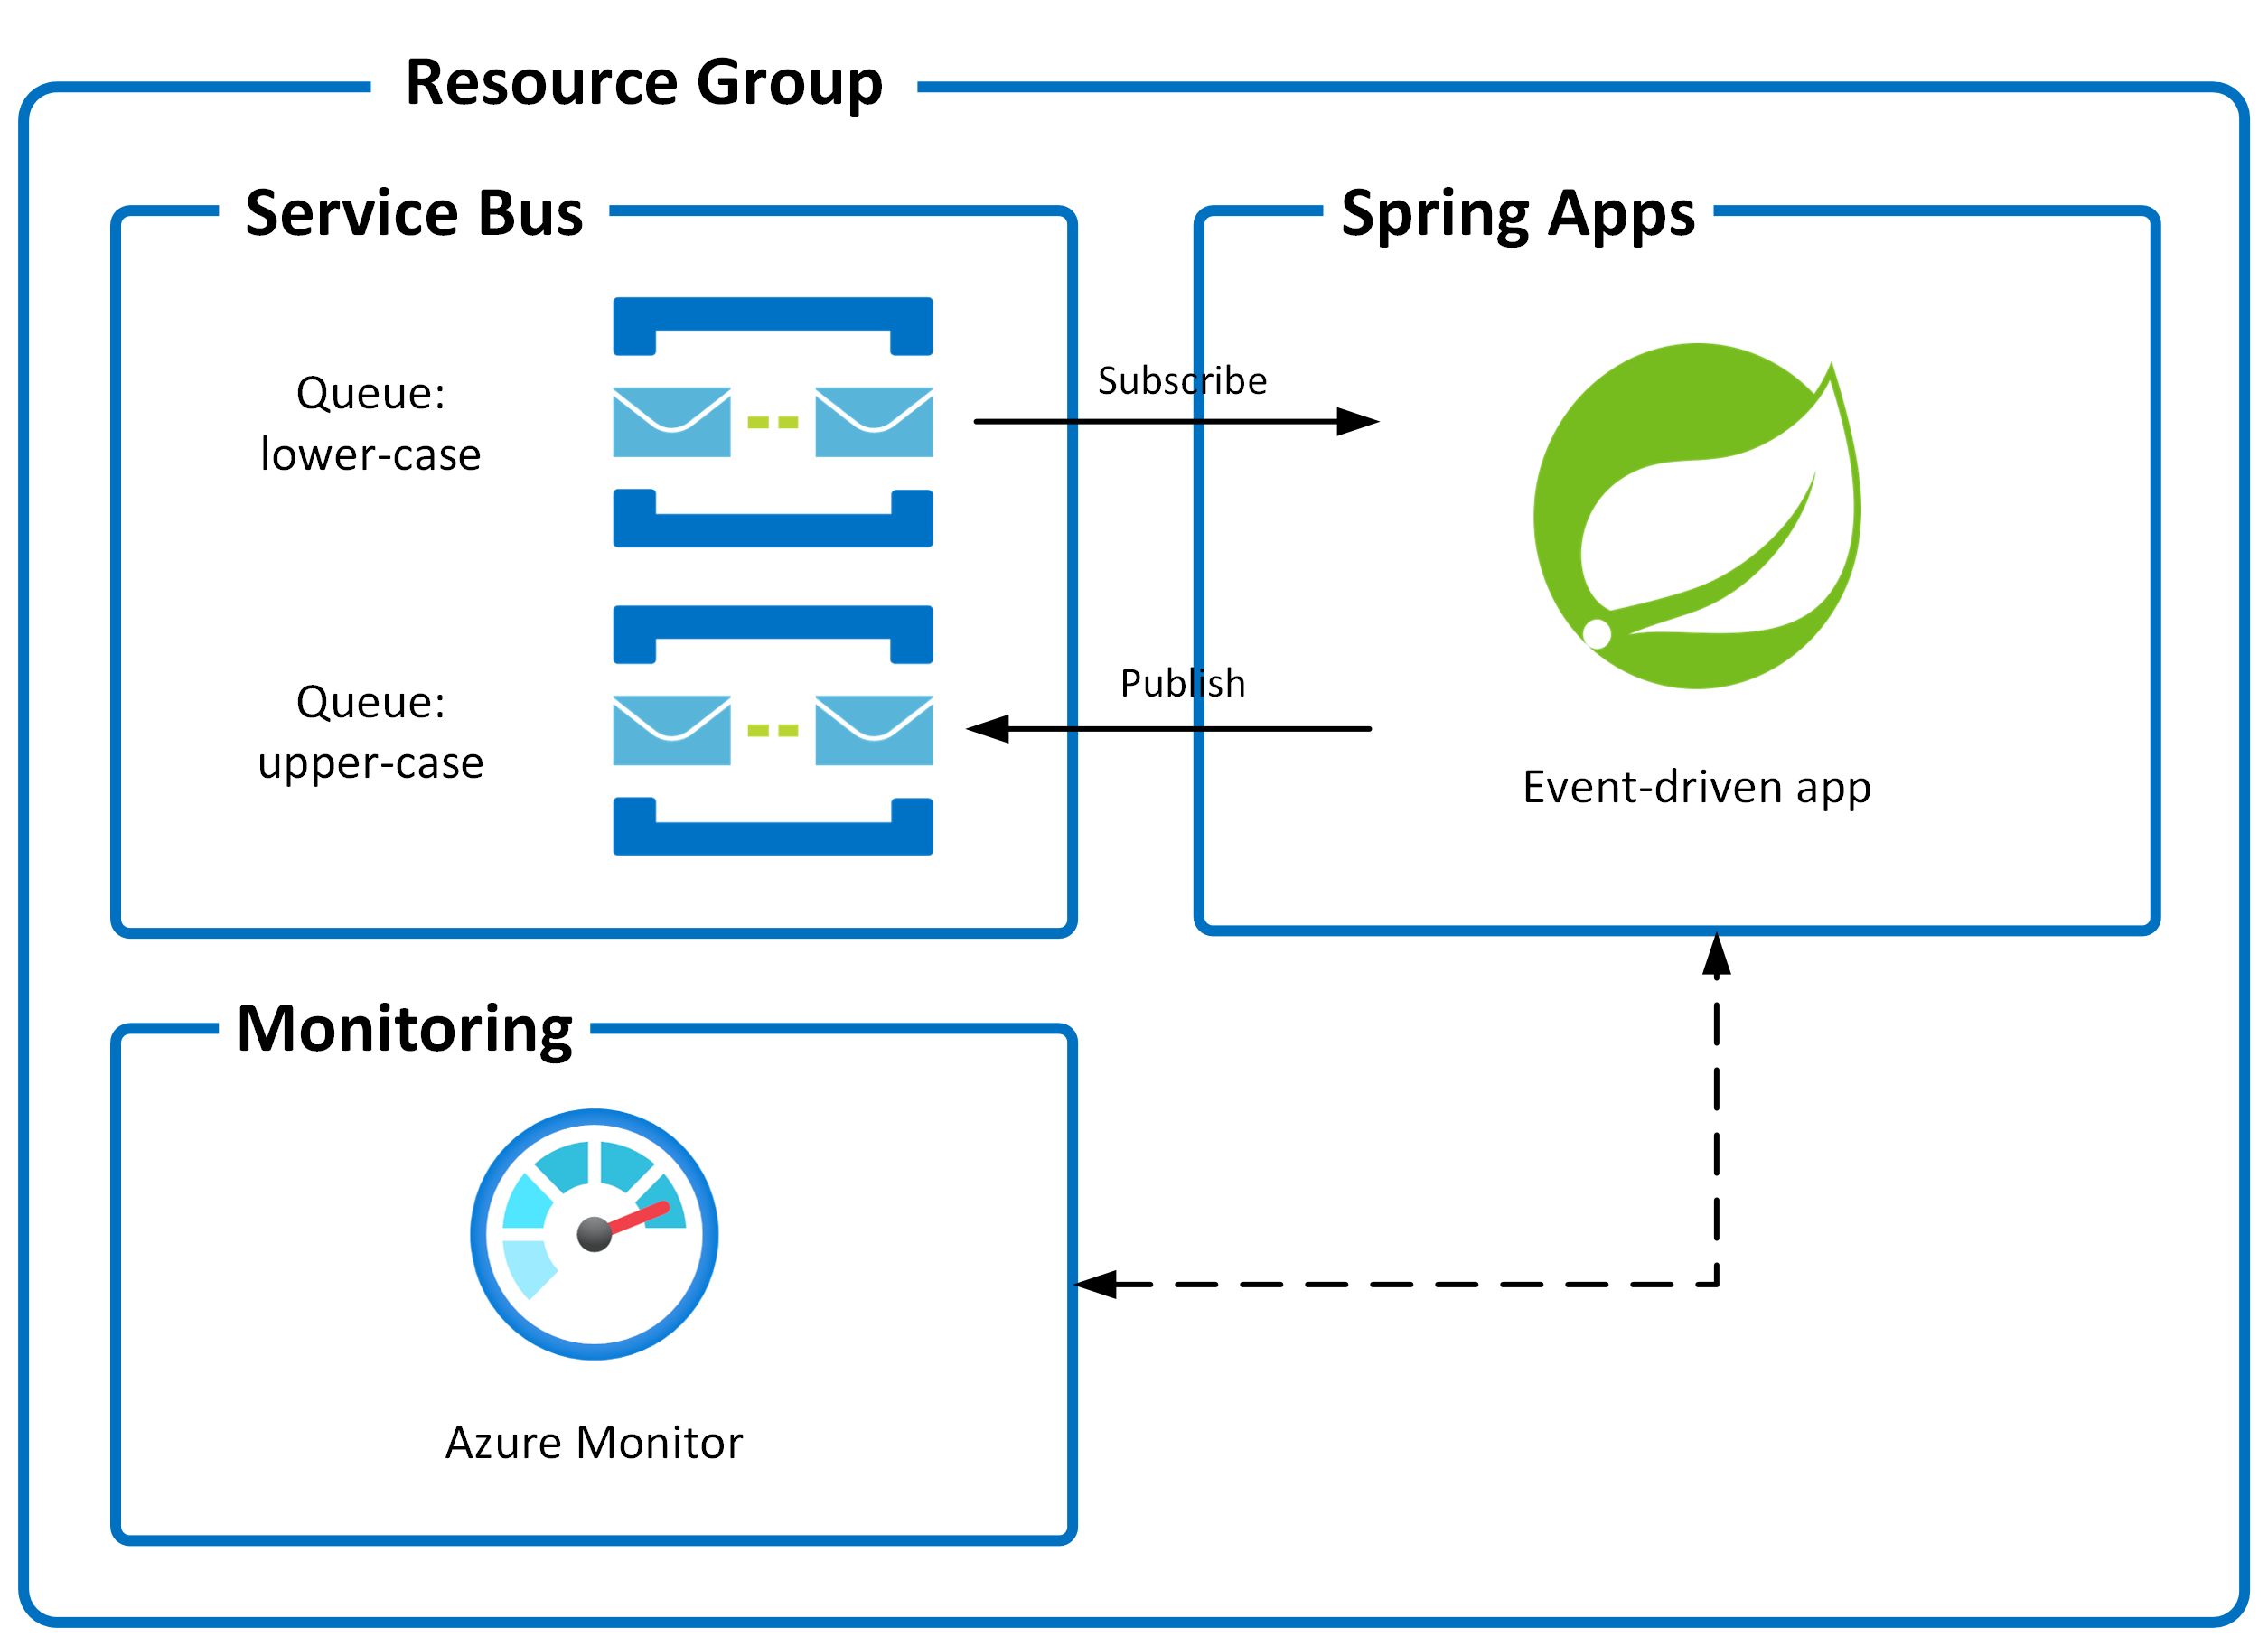 Resource Group
Service Bus
Spring Apps
Queue:
lower-case
Subscribe
Queue:
upper-case
Publish
Event-driven app
Monitoring
Azure Monitor